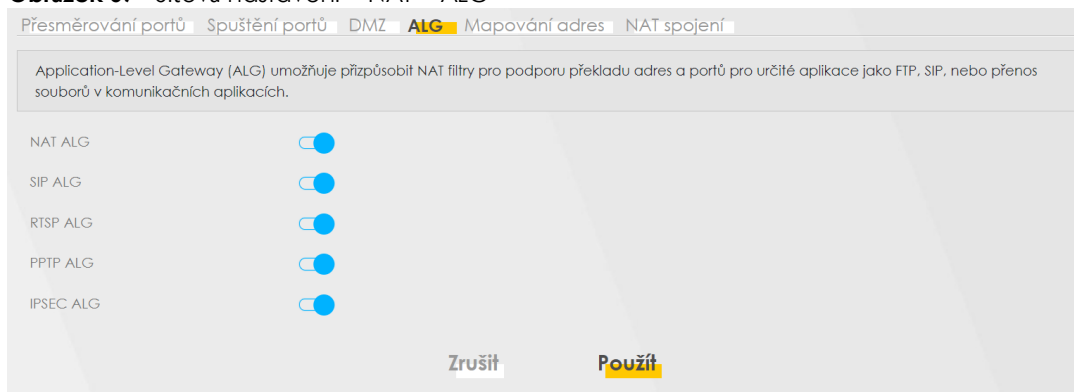 Přesměrování portů Spuštění portů DMZ ALG Mapování adres NAT spojení
Application-Level Gateway (ALG) umožňuje přizpůsobit NAT filtry pro podporu překladu adres a portů pro určité aplikace jako FTP, SIP, nebo přenos
souborů v komunikačních aplikacích.
NAT ALG
SIP ALG
RTSP ALG
PPTP ALG
IPSEC ALG
Zrušit Použít